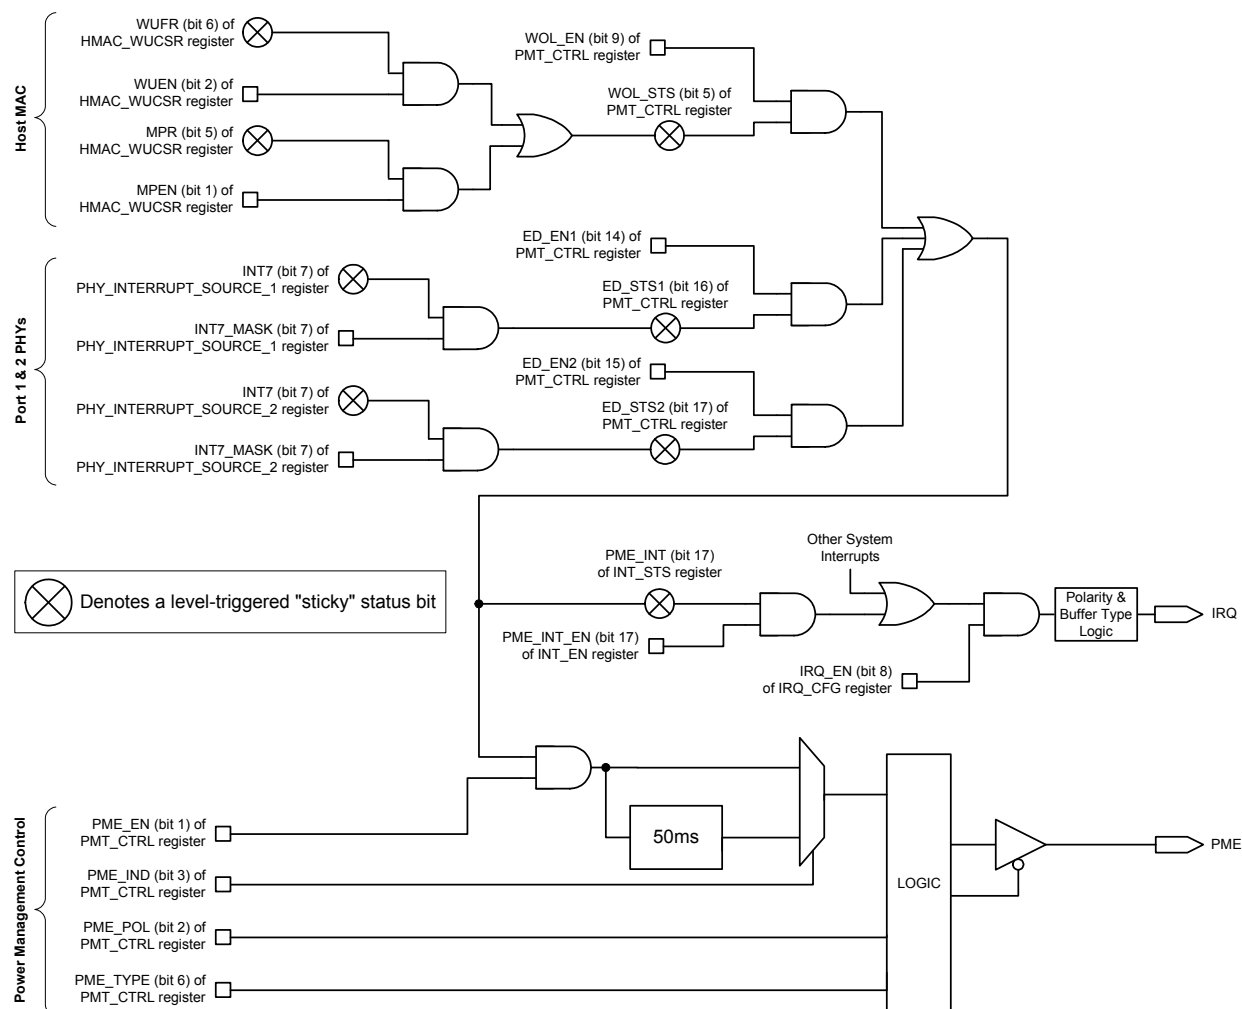 Host MAC
WUFR (bit 6) of
HMAC_WUCSR register
WUEN (bit 2) of
HMAC_WUCSR register
MPR (bit 5) of
HMAC_WUCSR register
MPEN (bit 1) of
HMAC_WUCSR register
WOL_EN (bit 9) of
PMT_CTRL register
WOL_STS (bit 5) of
PMT_CTRL register
Port 1 & 2 PHYs
INT7 (bit 7) of
PHY_INTERRUPT_SOURCE_1 register
INT7_MASK (bit 7) of
PHY_INTERRUPT_SOURCE_1 register
INT7 (bit 7) of
PHY_INTERRUPT_SOURCE_2 register
INT7_MASK (bit 7) of
PHY_INTERRUPT_SOURCE_2 register
ED_EN1 (bit 14) of
PMT_CTRL register
ED_STS1 (bit 16) of
PMT_CTRL register
ED_EN2 (bit 15) of
PMT_CTRL register
ED_STS2 (bit 17) of
PMT_CTRL register
Denotes a level-triggered "sticky" status bit
PME_INT (bit 17)
of INT_STS register
PME_INT_EN (bit 17)
of INT_EN register
Other System
Interrupts
IRQ_EN (bit 8)
of IRQ_CFG register
Polarity &
Buffer Type
Logic
IRQ
Power Management Control
PME_EN (bit 1) of
PMT_CTRL register
PME_IND (bit 3) of
PMT_CTRL register
PME_POL (bit 2) of
PMT_CTRL register
PME_TYPE (bit 6) of
PMT_CTRL register
50ms
LOGIC
PME